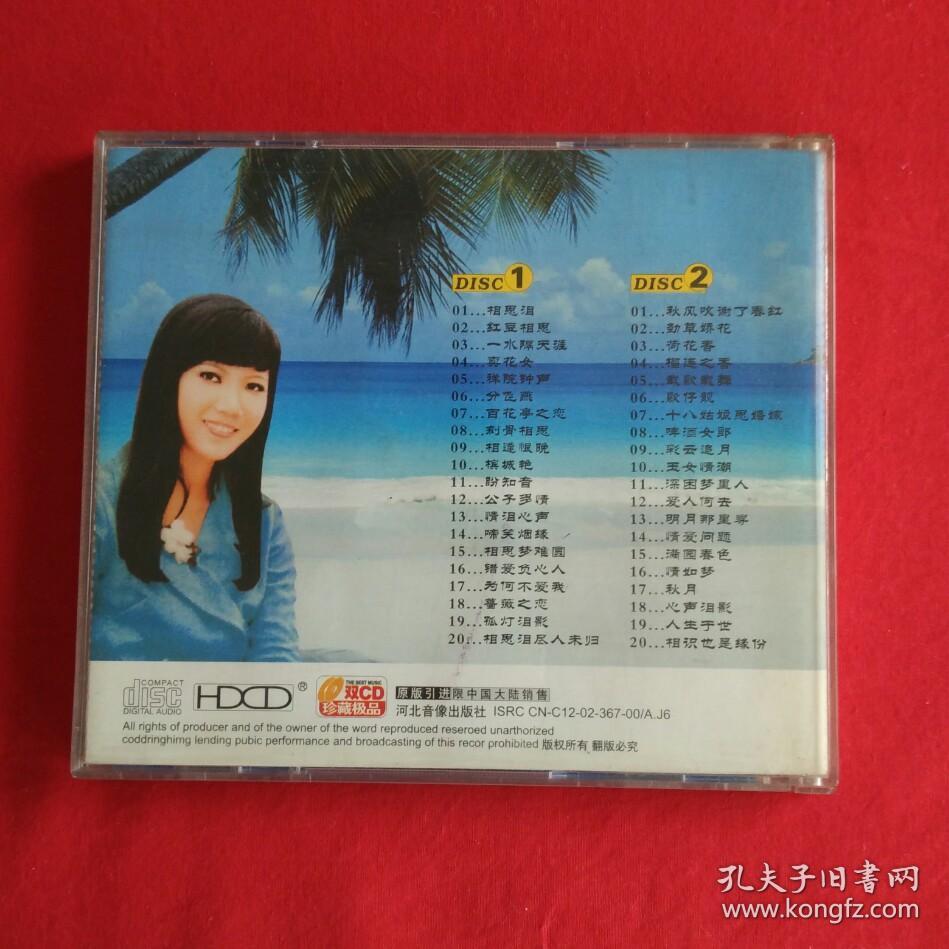 DISC 1
01...相思泪
02...红豆相思
03...一水隔天涯
04...卖花女
05...禅院钟声
06...分飞燕
07...百花亭之恋
08...刻骨相思
09...相逢恨晚
10...槟城艳
11...盼知音
12...公子多情
13...情泪心声
14...啼笑烟缘
15...相思梦难圆
16...错爱负心人
17...为何不爱我
18...蔷薇之恋
19...孤灯泪影
20...相思泪尽人未归
DISC 2
01...秋风吹谢了春红
02...劲草娇花
03...荷花香
04...榴连之香
05...载歌载舞
06...歌仔靓
07...十八姑娘思婚嫁
08...啤酒女郎
09...彩云追月
10...玉女情潮
11...深困梦里人
12...爱人何去
13...明月那里寻
14...情爱问题
15...满园春色
16...情如梦
17...秋月
18...心声泪影
19...人生于世
20...相识也是缘份
COMPACT disc DIGITAL AUDIO
HDCD®
THE BEST MUSIC
双CD
珍藏极品
原版引进限中国大陆销售
河北音像出版社 ISRC CN-C12-02-367-00/A.J6
All rights of producer and of the owner of the word reproduced reseroed unarthorized
coddringhimg lending pubic performance and broadcasting of this recor prohibited 版权所有 翻版必究
孔夫子旧书网
www.kongfz.com